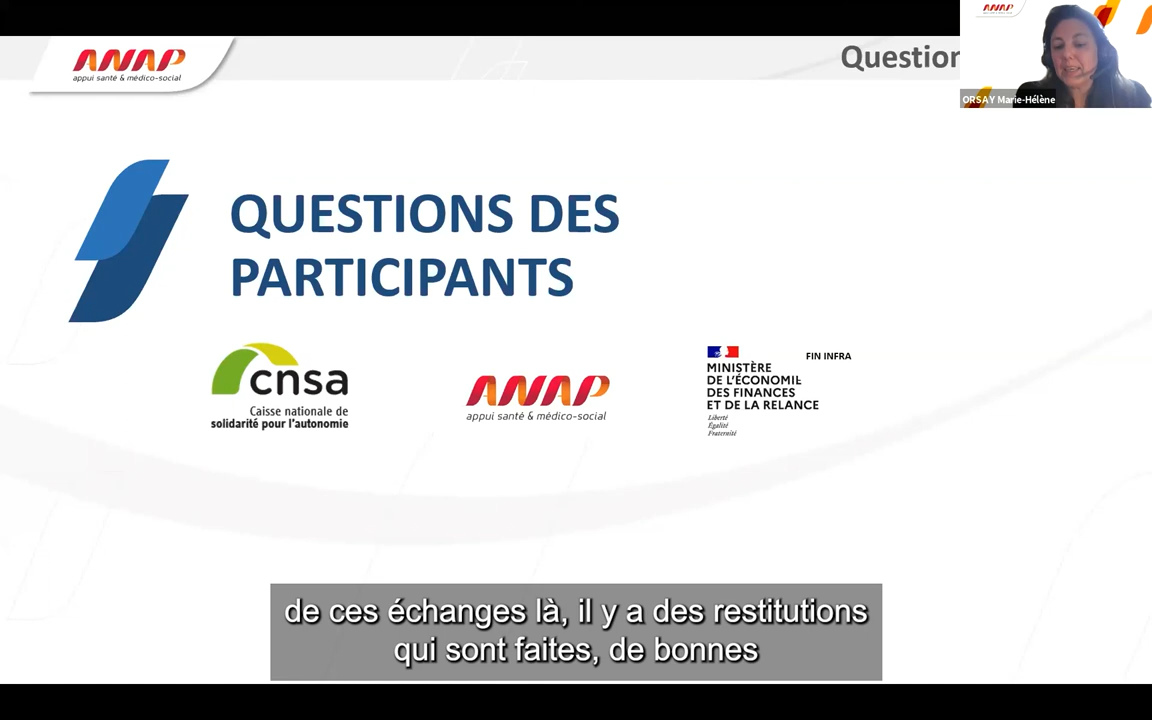 ANAP
appui santé & médico-social
Question
ANAP
ORSAY Marie-Hélène
QUESTIONS DES
PARTICIPANTS
cnsa
Caisse nationale de
solidarité pour l'autonomie
ANAP
appui santé & médico-social
FIN INFRA
MINISTÈRE
DE L'ÉCONOMIE
DES FINANCES
ET DE LA RELANCE
Liberté
Égalité
Fraternité
de ces échanges là, il y a des restitutions
qui sont faites, de bonnes